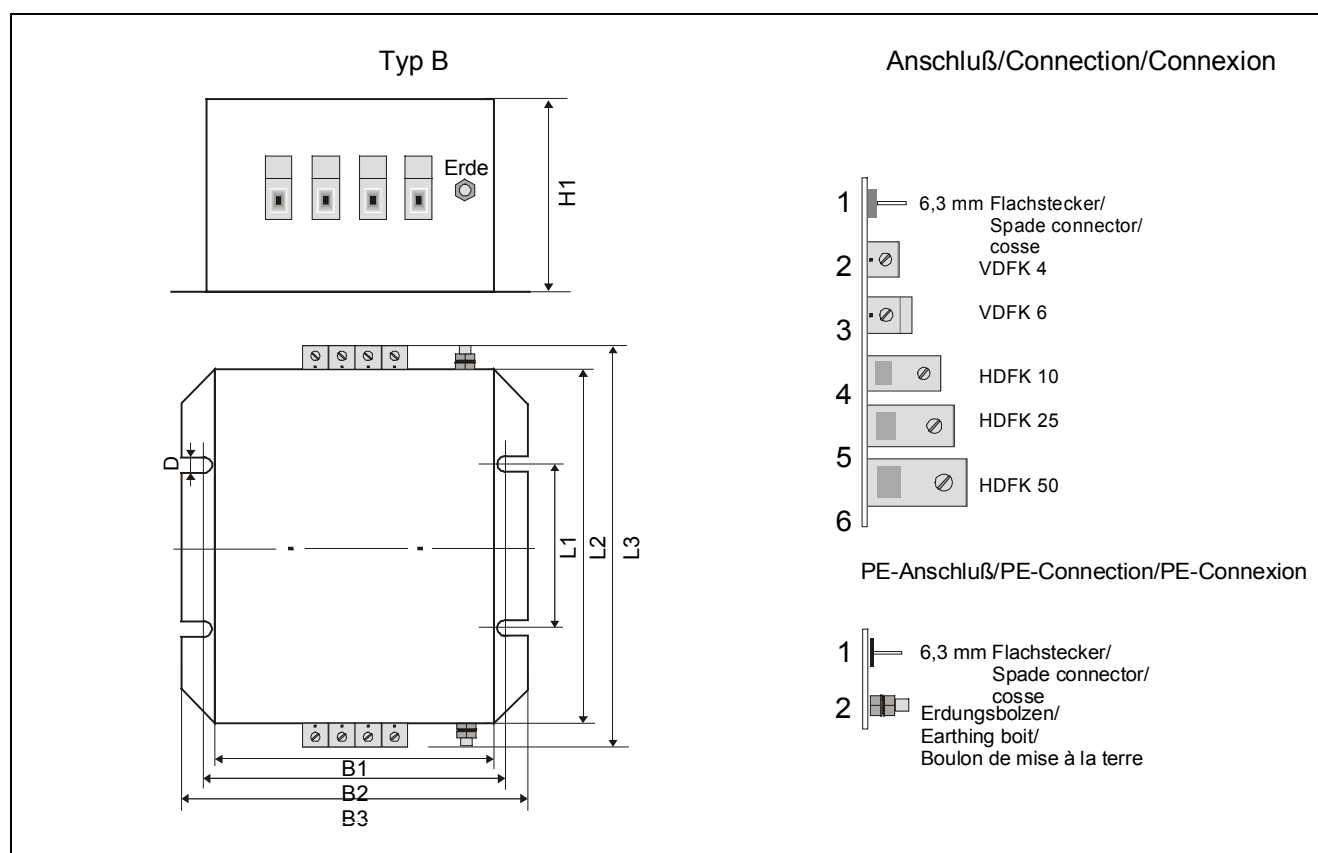 Typ B
Erde
H1
D
L1
L2
L3
B1
B2
B3
Anschluß/Connection/Connexion
1
6,3 mm Flachstecker/
Spade connector/
cosse
2
VDFK 4
3
VDFK 6
4
HDFK 10
5
HDFK 25
6
HDFK 50
PE-Anschluß/PE-Connection/PE-Connexion
1
6,3 mm Flachstecker/
Spade connector/
cosse
2
Erdungsbolzen/
Earthing boit/
Boulon de mise à la terre